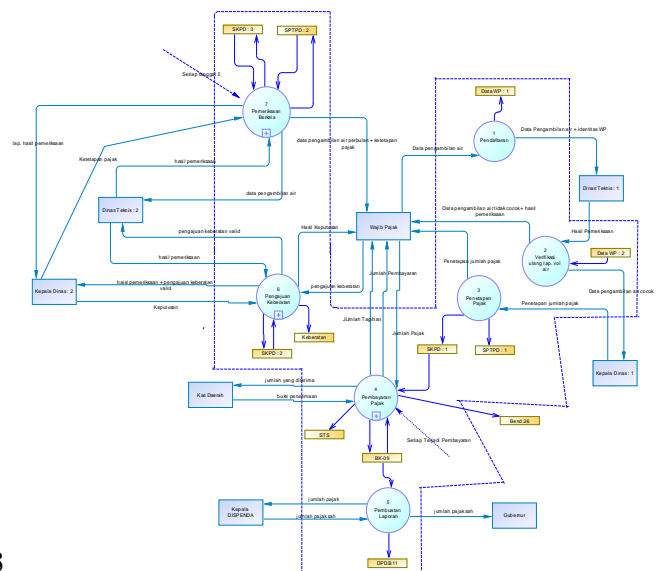 SKPD : 3
SPTPD : 2
Setiap tanggal 5
7
Pemeriksaan
Berkala
Data WP : 1
1
Pendaftaran
Data Pengambilan air + identitas WP
lap. hasil pemeriksaan
Ketetapan pajak
hasil pemeriksaan
data pengambilan air perbulan + ketetapan
pajak
Data pengambilan air
data pengambilan air
Dinas Teknis : 1
Dinas Teknis : 2
Data pengambilan air tidak cocok + hasil
pemeriksaan
Wajib Pajak
Hasil Keputusan
pengajuan keberatan valid
Hasil Pemeriksaan
2
Verifikasi
ulang lap. vol
air
Data WP : 2
hasil pemeriksaan
Penetapan jumlah pajak
Jumlah Pembayaran
Kepala Dinas : 2
hasil pemeriksaan + pengajuan keberatan
valid
6
Pengajuan
Keberatan
pengajuan keberatan
3
Penetapan
Pajak
Data pengambilan air cocok
Keputusan
Penetapan jumlah pajak
JUmlah Tagihan
Jumlah Pajak
Keberatan
SKPD : 2
SKPD : 1
SPTPD : 1
Kepala Dinas : 1
Kas Daerah
jumlah yang diterima
bukti penerimaan
4
Pembayaran
Pajak
Bend.26
STS
Setiap Terjadi Pembayaran
BK-09
Kepala
DISPENDA
jumlah pajak
jumlah pajak sah
5
Pembuatan
Laporan
jumlah pajak sah
Gubernur